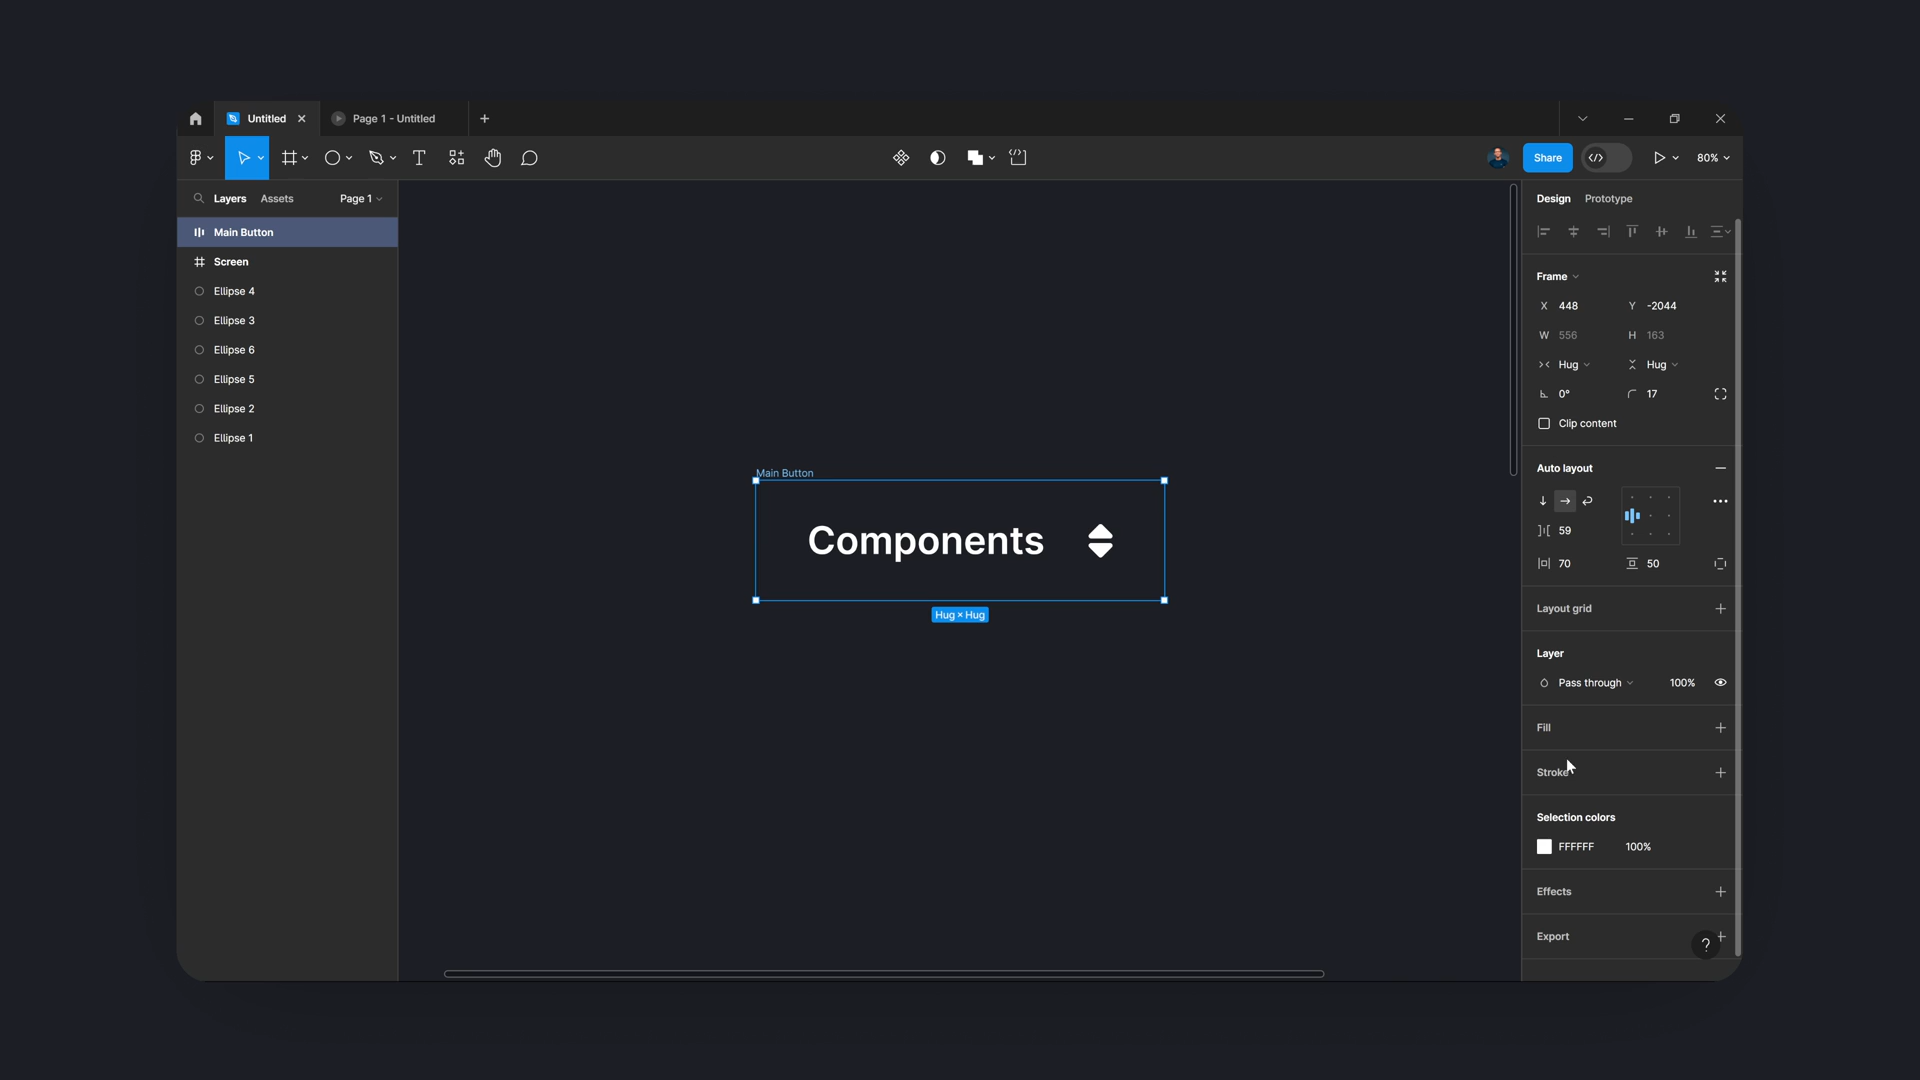 Untitled
Page 1 - Untitled
Share
80%
Layers Assets Page 1
Main Button
Screen
Ellipse 4
Ellipse 3
Ellipse 6
Ellipse 5
Ellipse 2
Ellipse 1
Main Button
Components
Hug × Hug
Design Prototype
Frame
X 448 Y -2044
W 556 H 163
Hug Hug
0° 17
Clip content
Auto layout
59
70 50
Layout grid
Layer
Pass through 100%
Fill
Stroke
Selection colors
FFFFFF 100%
Effects
Export
?